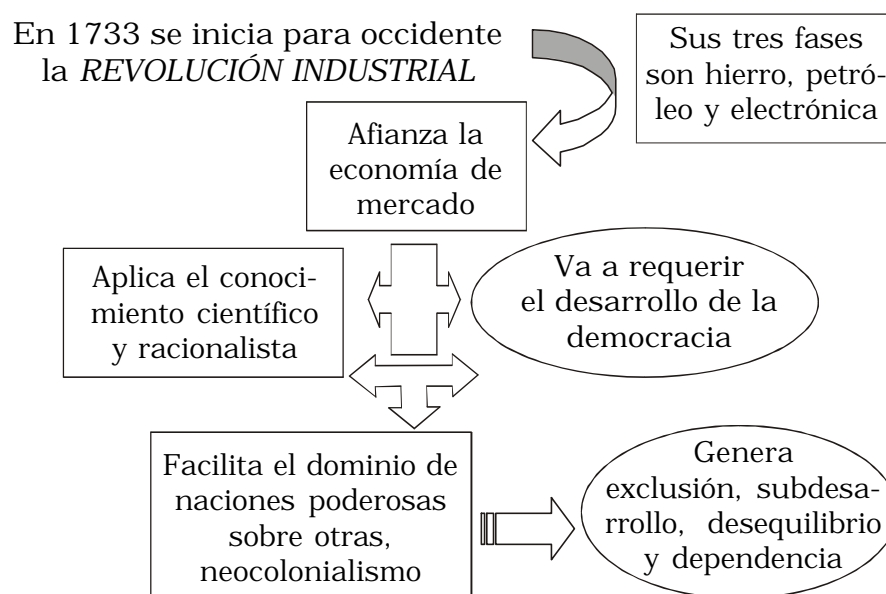 En 1733 se inicia para occidente
la REVOLUCIÓN INDUSTRIAL
Sus tres fases
son hierro, petró-
leo y electrónica
Afianza la
economía de
mercado
Aplica el conoci-
miento científico
y racionalista
Va a requerir
el desarrollo de la
democracia
Facilita el dominio de
naciones poderosas
sobre otras,
neocolonialismo
Genera
exclusión, subdesa-
rrollo, desequilibrio
y dependencia